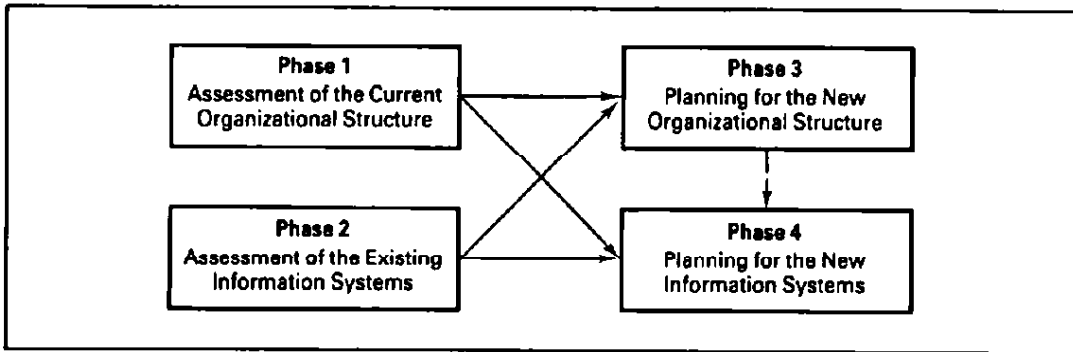 Phase 1
Assessment of the Current
Organizational Structure
Phase 3
Planning for the New
Organizational Structure
Phase 2
Assessment of the Existing
Information Systems
Phase 4
Planning for the New
Information Systems